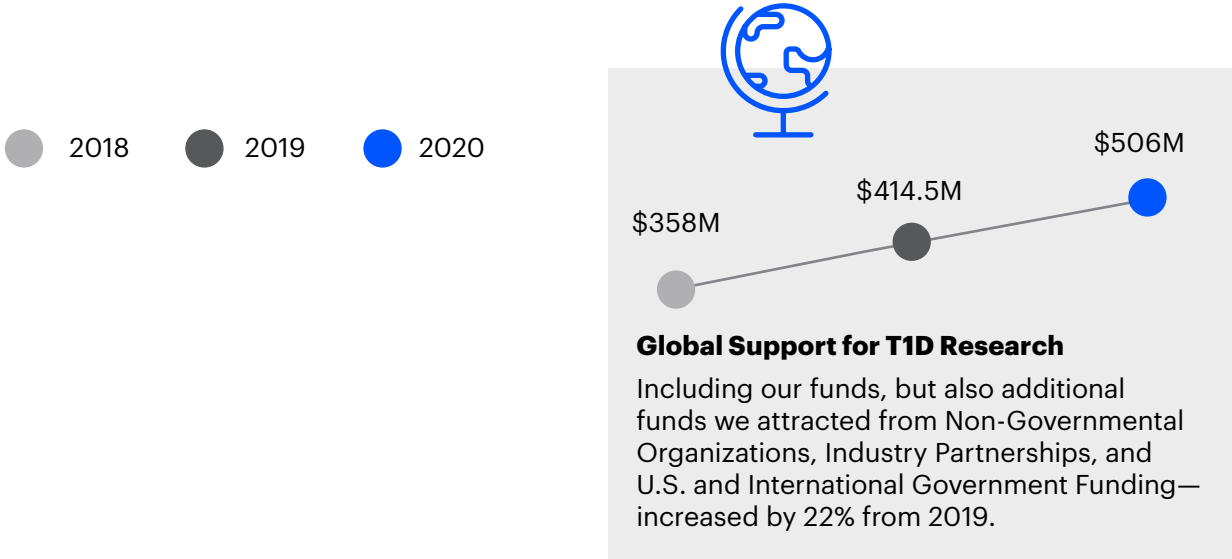 2018
2019
2020
$506M
$414.5M
$358M
Global Support for T1D Research
Including our funds, but also additional
funds we attracted from Non-Governmental
Organizations, Industry Partnerships, and
U.S. and International Government Funding—
increased by 22% from 2019.